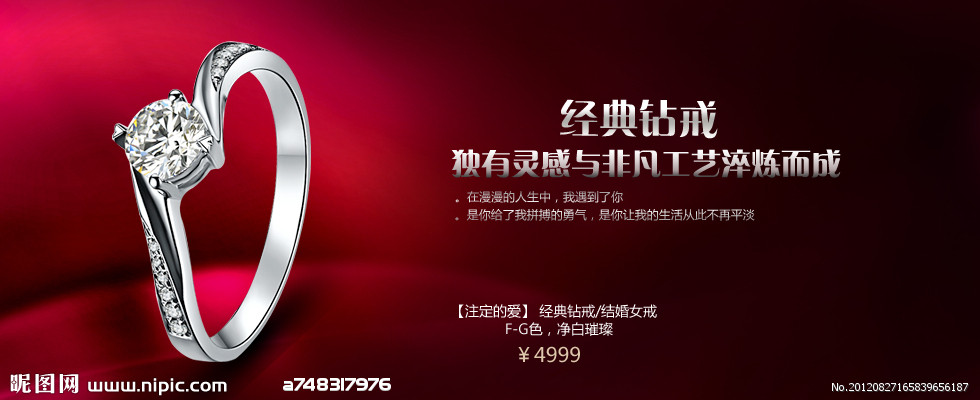 经典钻戒
独有灵感与非凡工艺淬炼而成
。在漫漫的人生中，我遇到了你
。是你给了我拼搏的勇气，是你让我的生活从此不再平淡
【注定的爱】 经典钻戒/结婚女戒
F-G色，净白璀璨
￥4999
昵图网 www.nipic.com a748317976 No.20120827165839656187